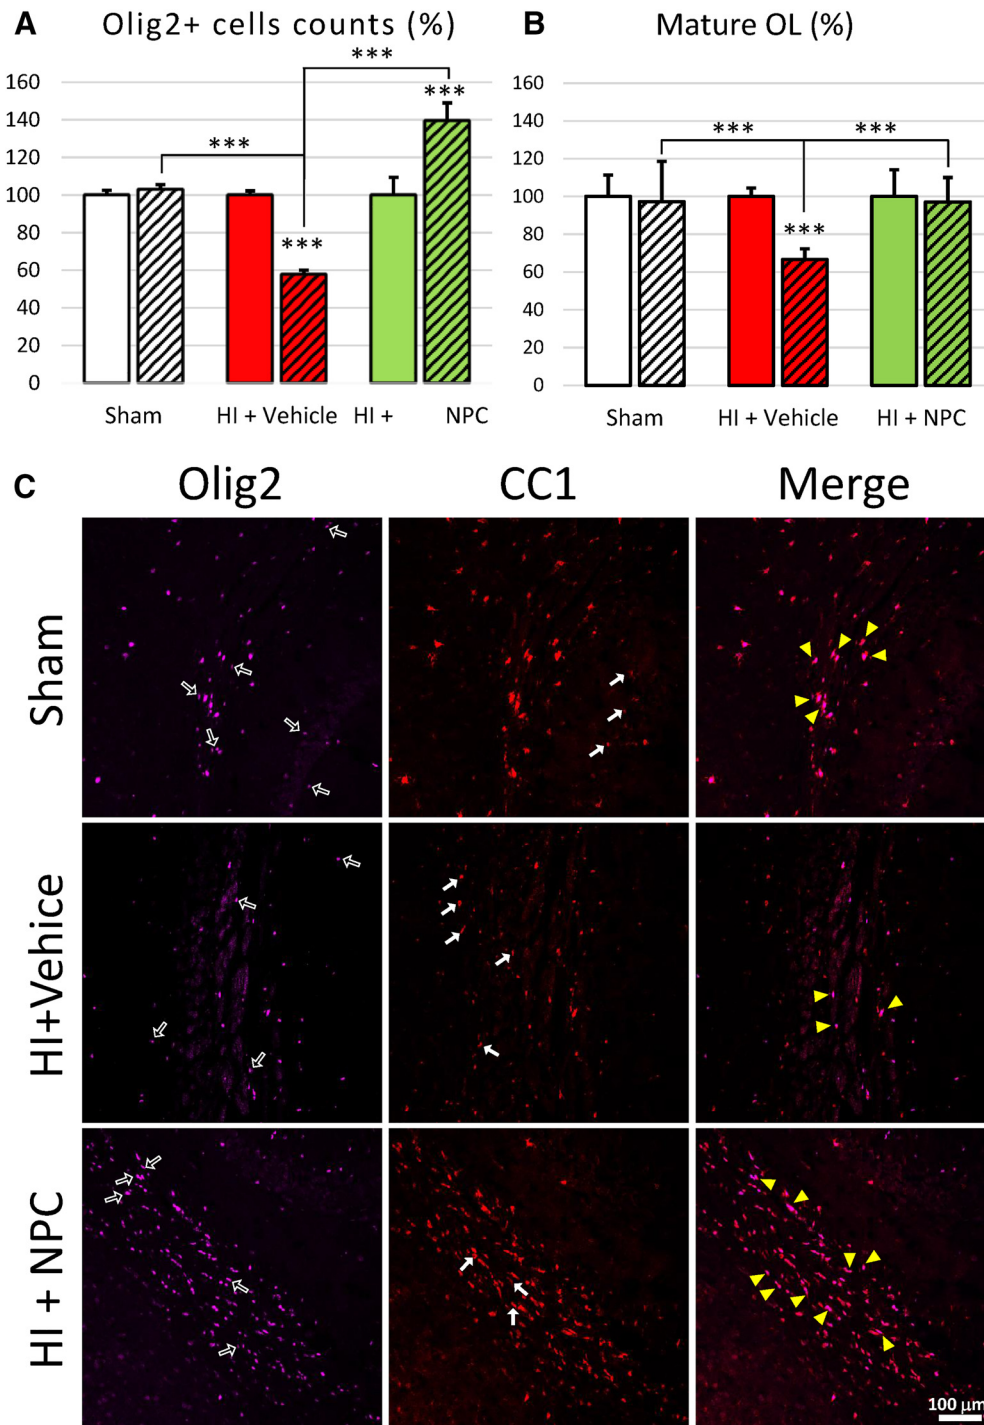 A Olig2+ cells counts (%)
B Mature OL (%)
***
***
***
***
160
140
120
100
80
60
40
20
0
Sham HI + Vehicle HI + NPC
***
***
***
160
140
120
100
80
60
40
20
0
Sham HI + Vehicle HI + NPC
C Olig2 CC1 Merge
Sham
HI+Vehice
HI + NPC
100 µm